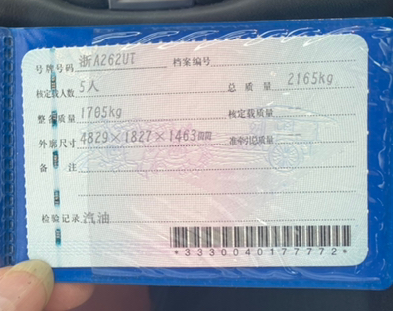 号牌号码 浙A262UT 档案编号
核定载人数 5人 总质量 2165kg
整备质量 1705kg 核定载质量
外廓尺寸 4829×1827×1463 准牵引总质量
备注
检验记录 汽油
*3330040177772*